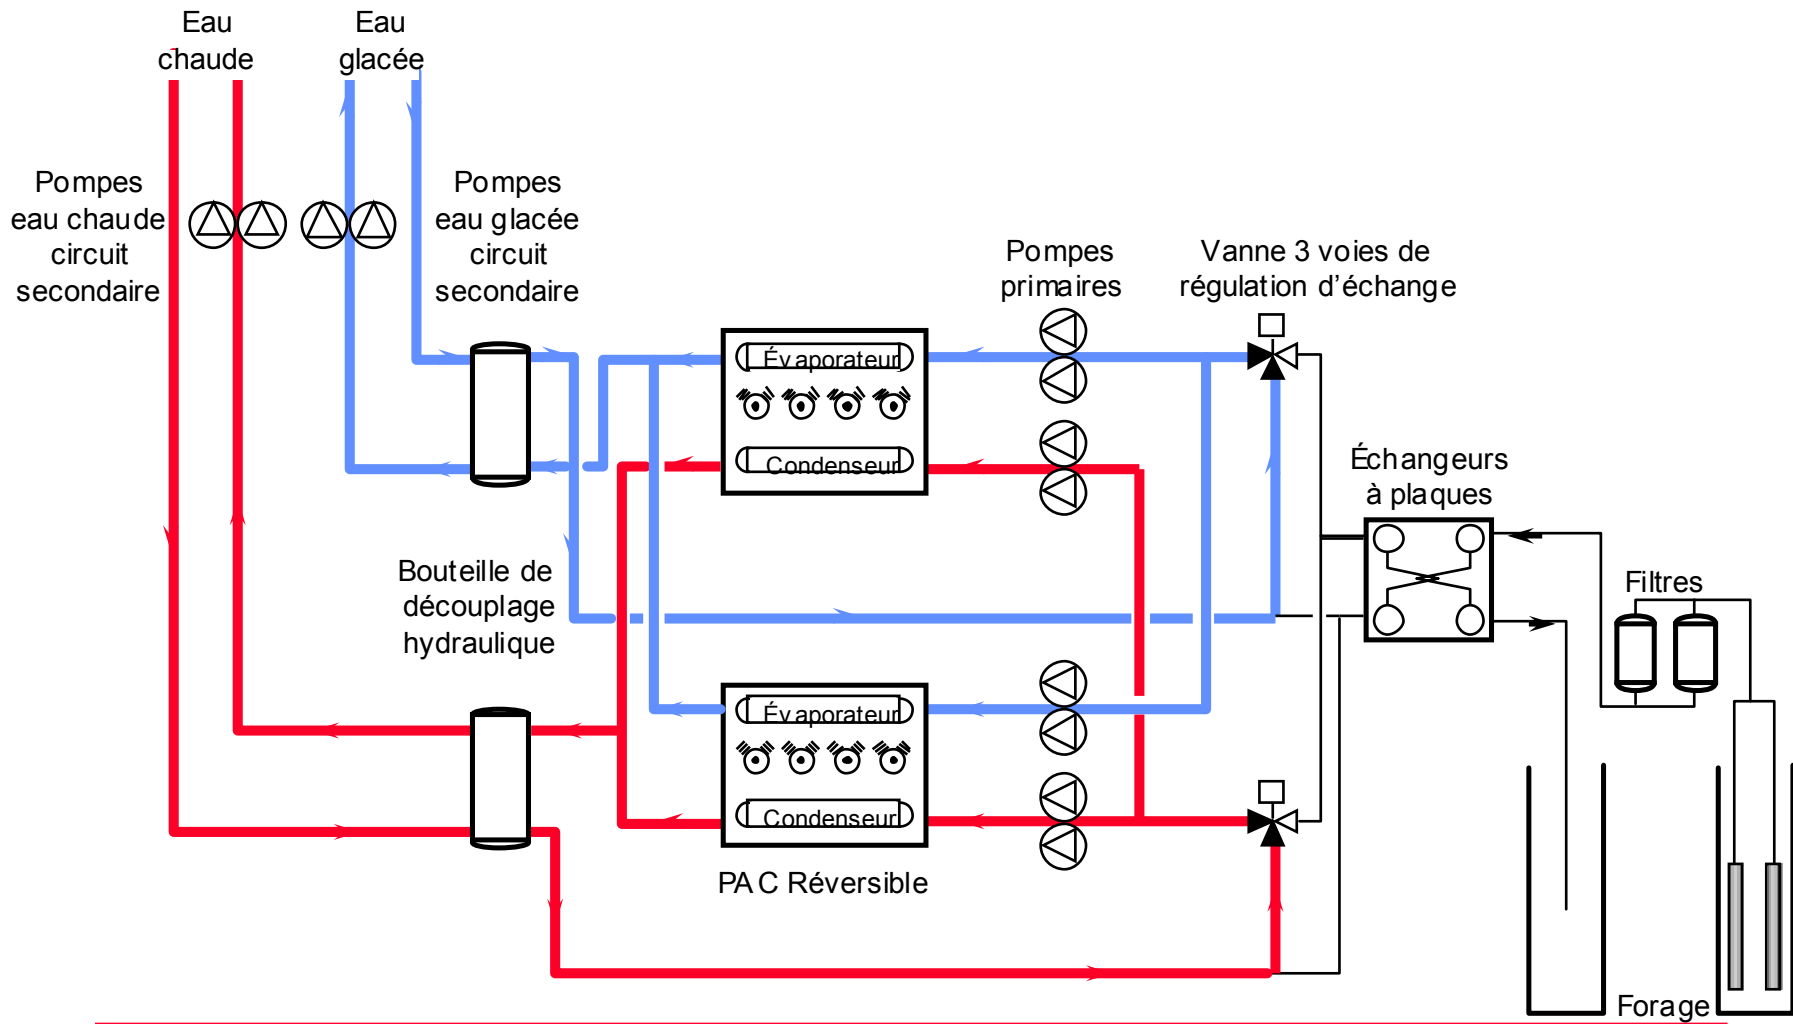 Eau
chaude
Eau
glacée
Pompes
eau chaude
circuit
secondaire
Pompes
eau glacée
circuit
secondaire
Pompes
primaires
Vanne 3 voies de
régulation d’échange
Évaporateur
Condenseur
Échangeurs
à plaques
Filtres
Bouteille de
découplage
hydraulique
Évaporateur
Condenseur
PAC Réversible
Forage